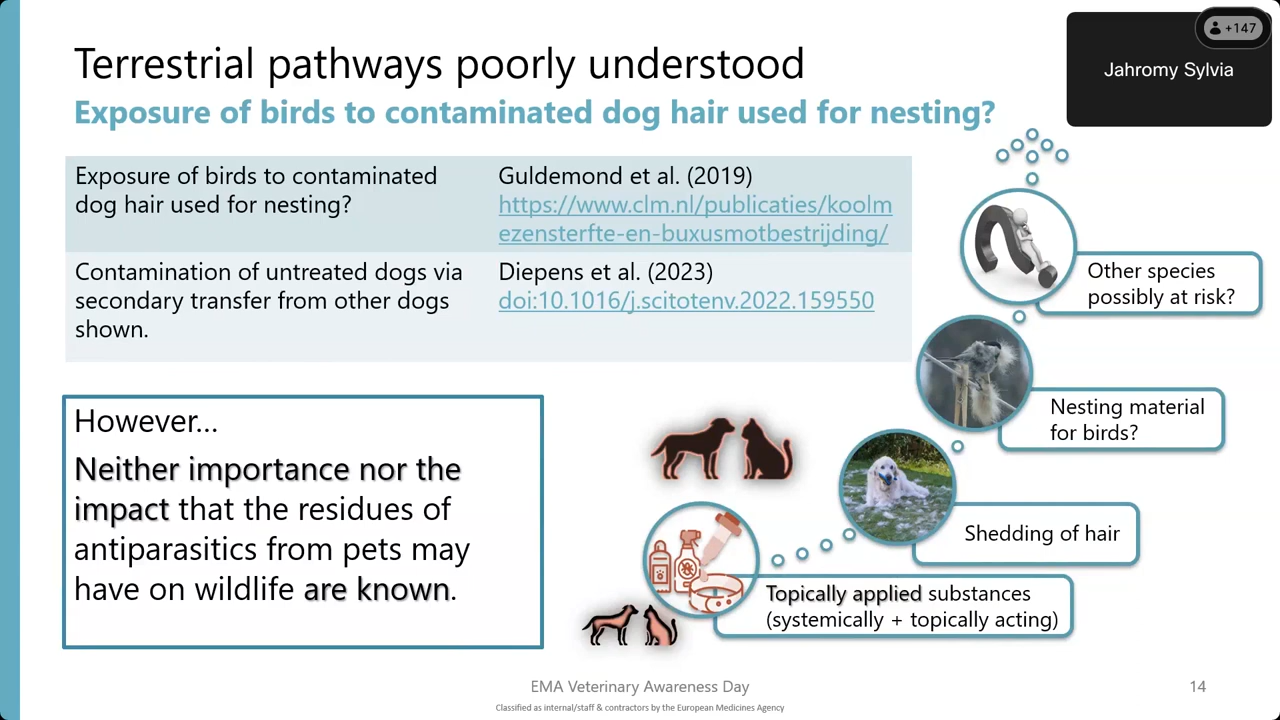 +147
Jahromy Sylvia
Terrestrial pathways poorly understood
Exposure of birds to contaminated dog hair used for nesting?
Exposure of birds to contaminated
dog hair used for nesting?
Guldemond et al. (2019)
https://www.clm.nl/publicaties/koolm
ezensterfte-en-buxusmotbestrijding/
Contamination of untreated dogs via
secondary transfer from other dogs
shown.
Diepens et al. (2023)
doi:10.1016/j.scitotenv.2022.159550
However...
Neither importance nor the
impact that the residues of
antiparasitics from pets may
have on wildlife are known.
Other species
possibly at risk?
Nesting material
for birds?
Shedding of hair
Topically applied substances
(systemically + topically acting)
EMA Veterinary Awareness Day
14
Classified as internal/staff & contractors by the European Medicines Agency